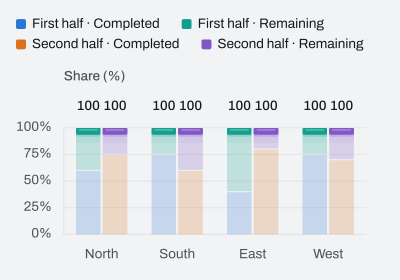 First half · Completed
First half · Remaining
Second half · Completed
Second half · Remaining
Share (%)
100 100 100 100 100 100 100 100
100%
75%
50%
25%
0%
North South East West